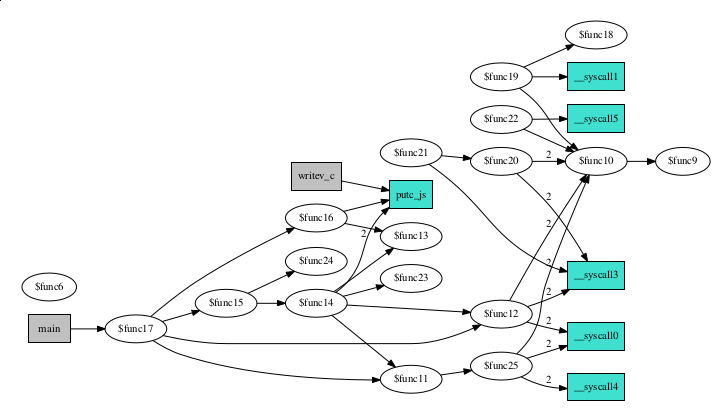 $func18
$func19
__syscall1
$func22
__syscall5
$func21
$func20
2
$func10
$func9
writev_c
putc_js
2
$func16
2
$func13
2
$func24
__syscall3
$func23
$func6
$func15
$func14
2
main
$func17
$func12
2
__syscall0
2
$func25
$func11
2
__syscall4